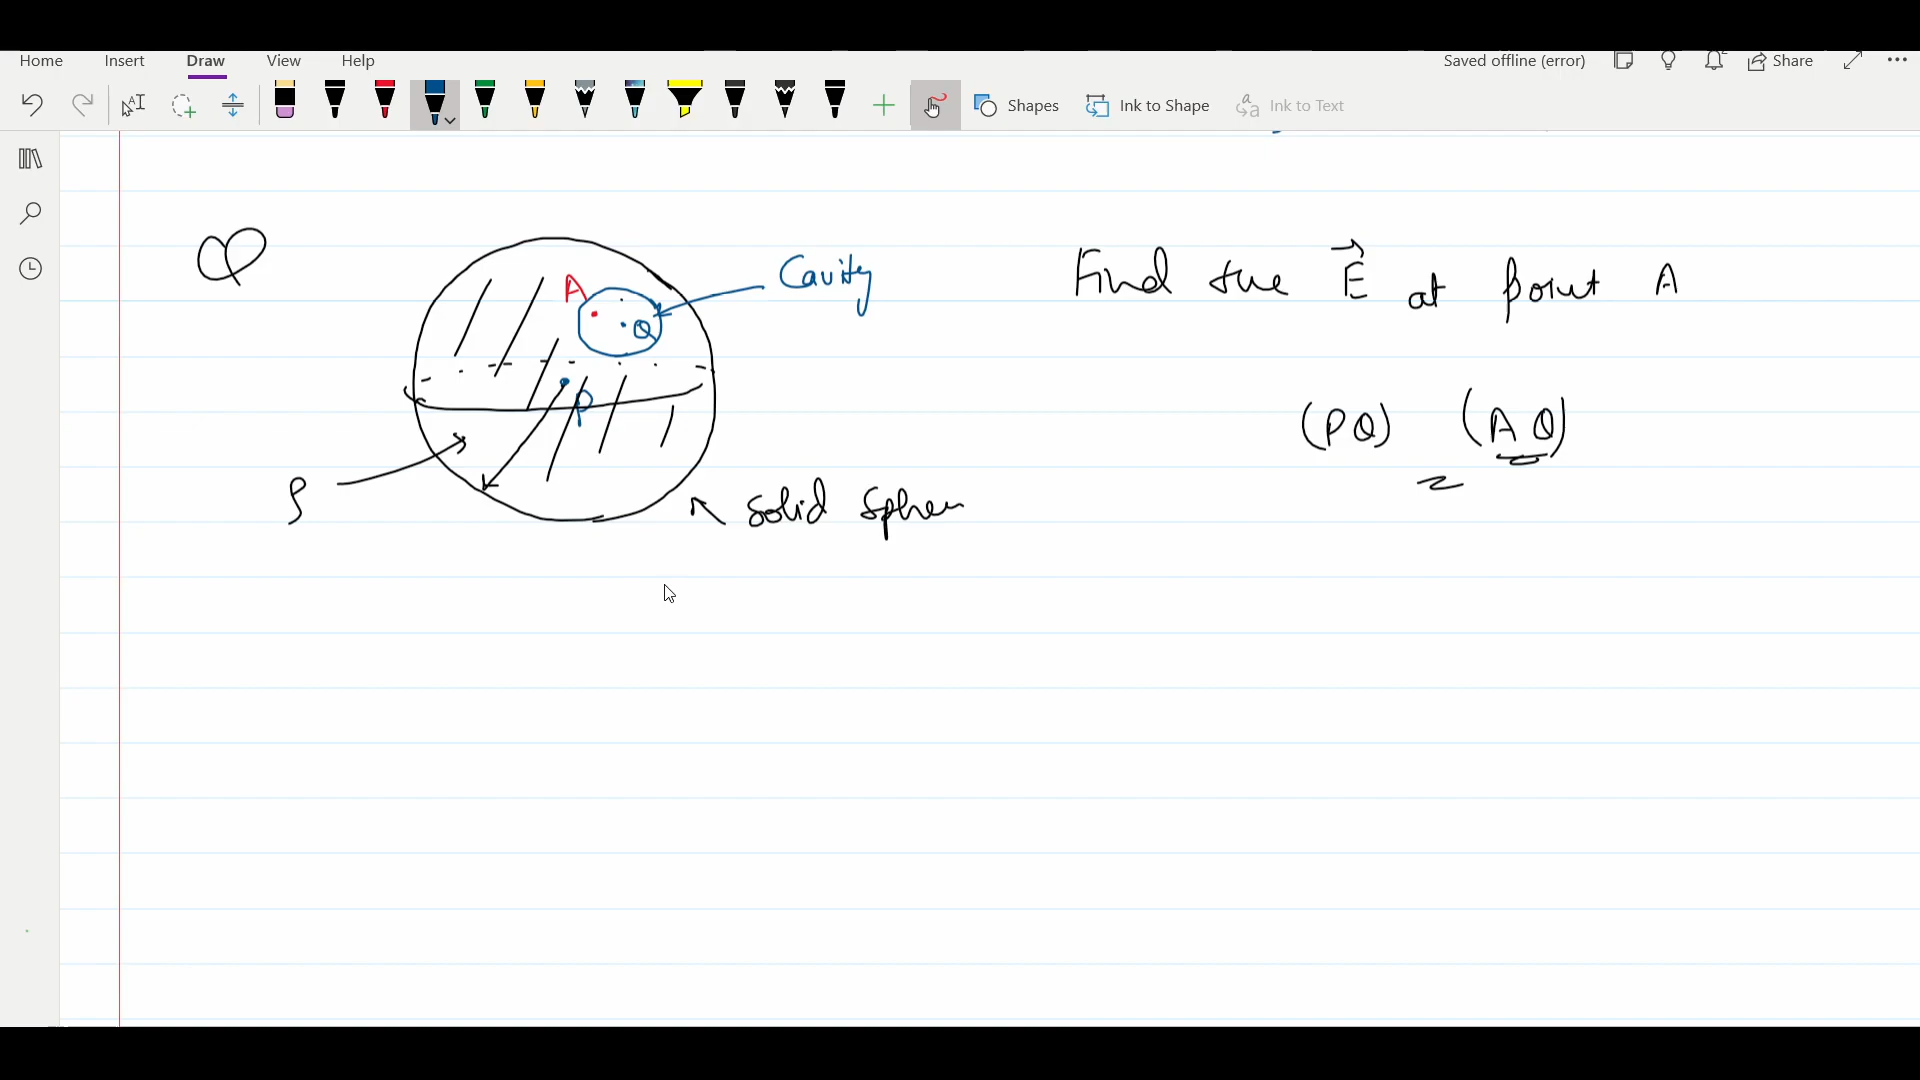 Home Insert Draw View Help Saved offline (error) Share
Shapes Ink to Shape Ink to Text
Q
A
Cavity
Q
P
ρ
Solid Sphere
Find the E⃗ at point A
(PQ) (AQ)